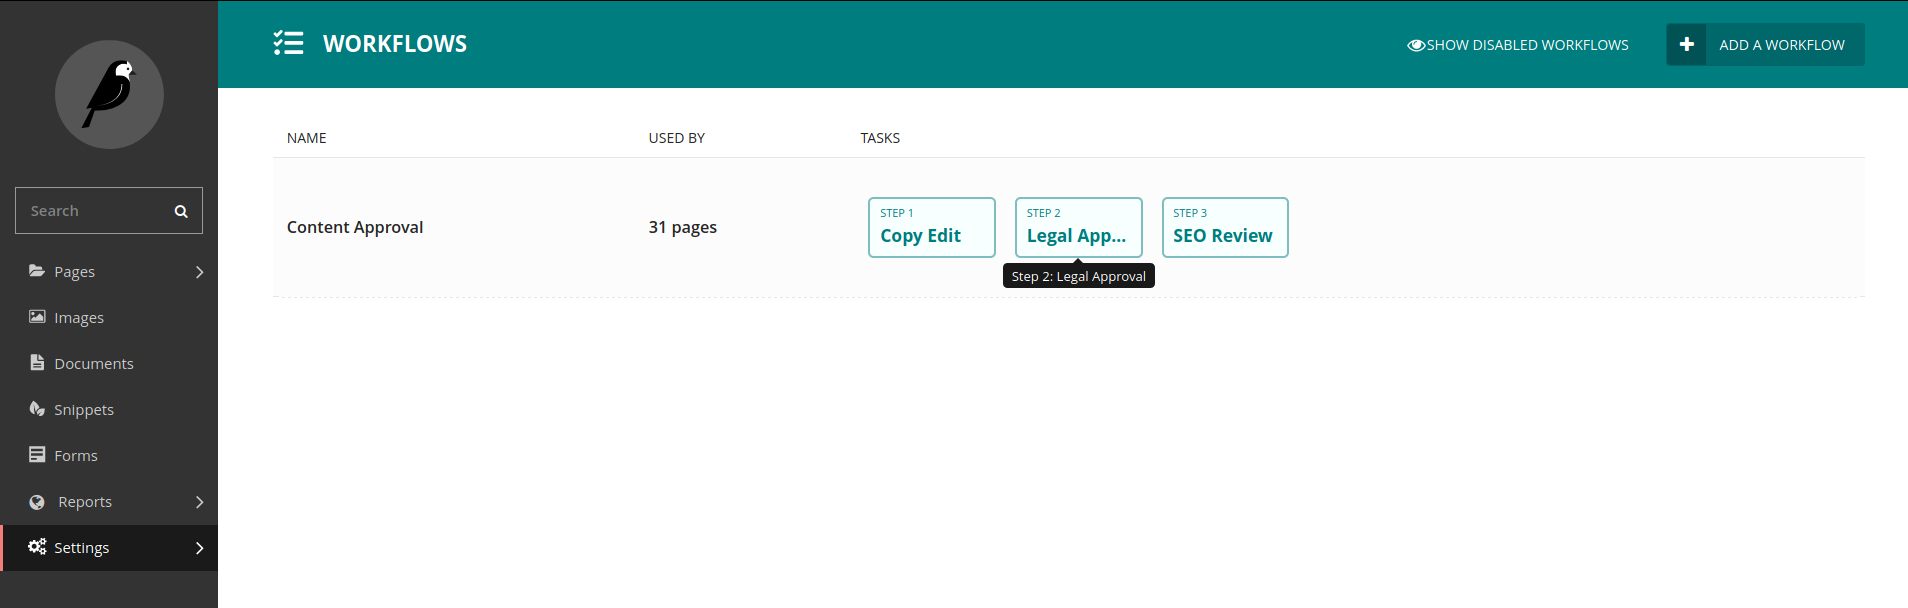 WORKFLOWS
SHOW DISABLED WORKFLOWS
ADD A WORKFLOW
Search
Pages
Images
Documents
Snippets
Forms
Reports
Settings
NAME USED BY TASKS
Content Approval 31 pages
STEP 1
Copy Edit
STEP 2
Legal App...
STEP 3
SEO Review
Step 2: Legal Approval